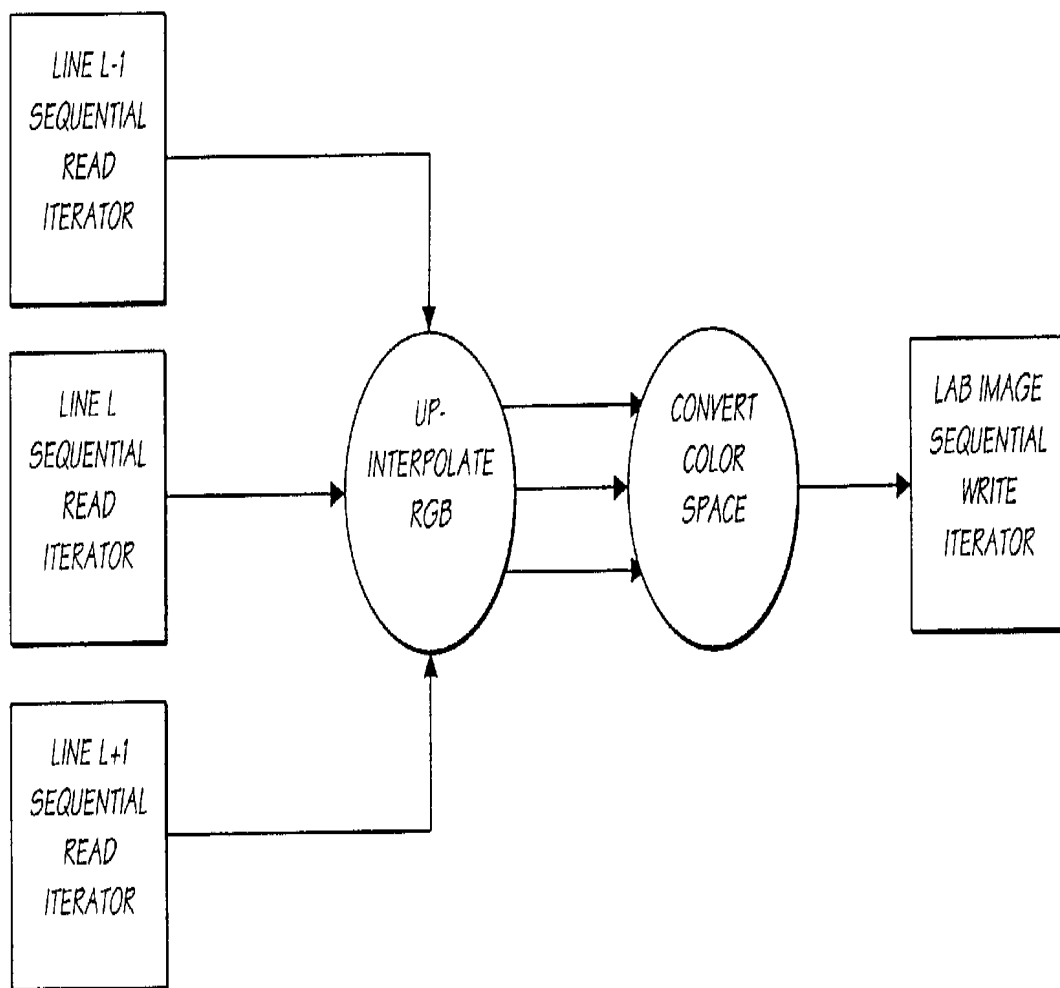 LINE L-1
SEQUENTIAL
READ
ITERATOR
LINE L
SEQUENTIAL
READ
ITERATOR
LINE L+1
SEQUENTIAL
READ
ITERATOR
UP-
INTERPOLATE
RGB
CONVERT
COLOR
SPACE
LAB IMAGE
SEQUENTIAL
WRITE
ITERATOR